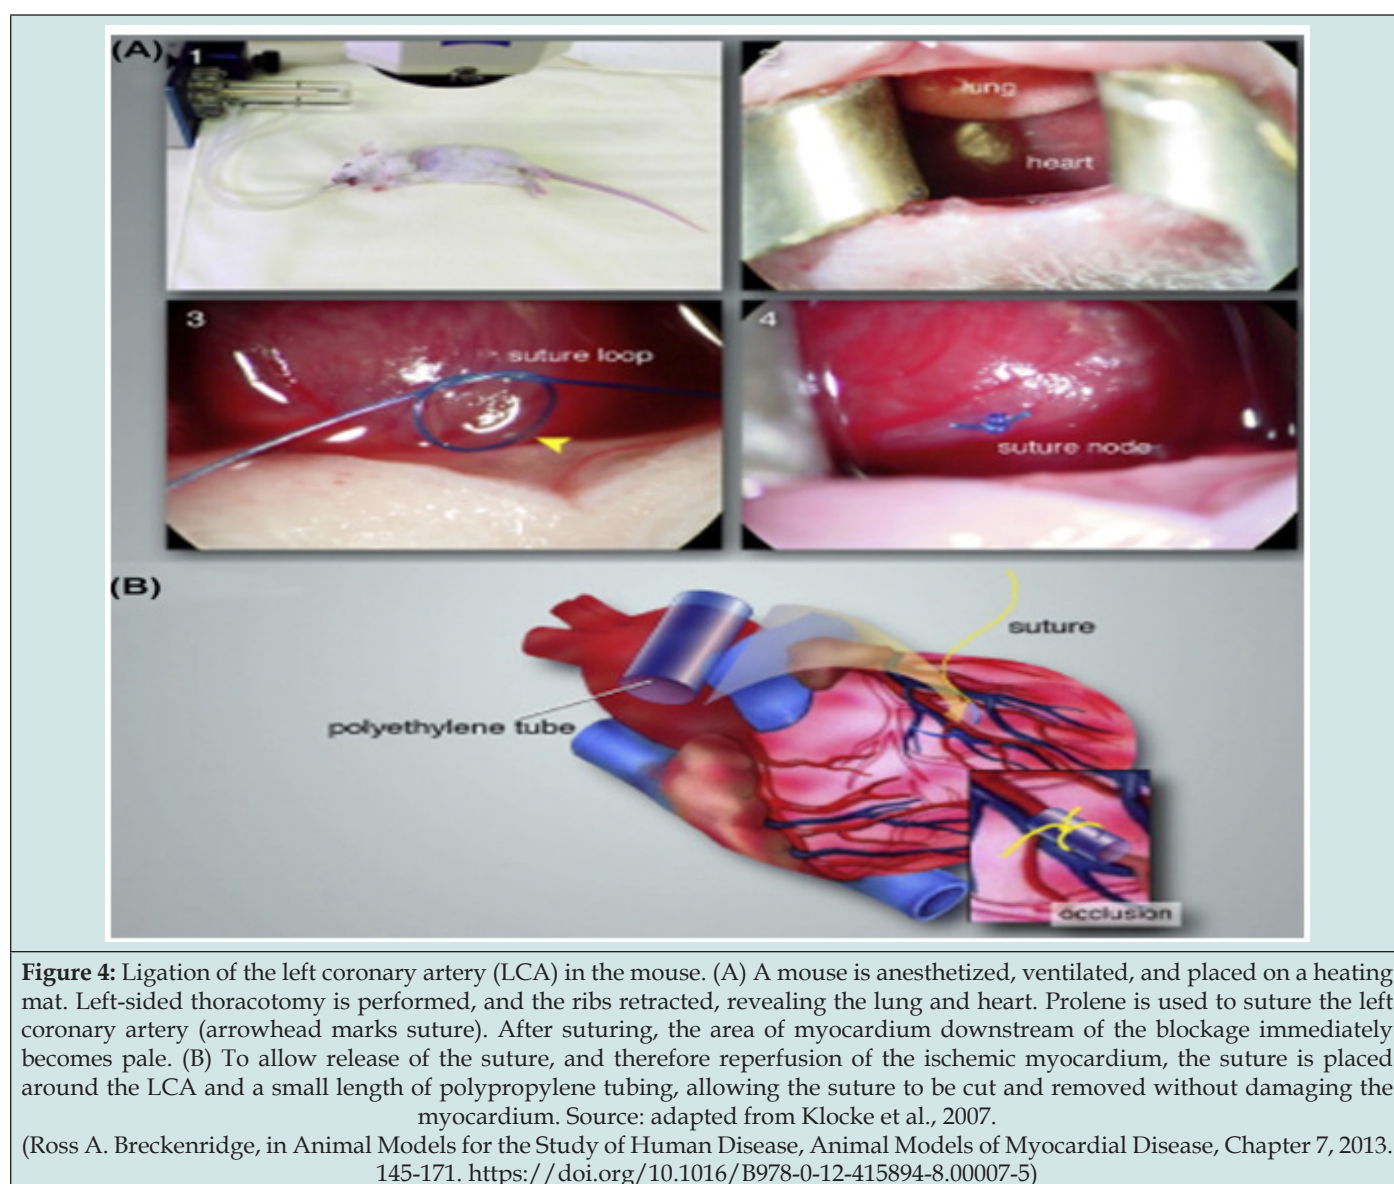 (A)
1
2
lung
heart
3
suture loop
4
suture node
(B)
suture
polyethylene tube
occlusion
Figure 4: Ligation of the left coronary artery (LCA) in the mouse. (A) A mouse is anesthetized, ventilated, and placed on a heating
mat. Left-sided thoracotomy is performed, and the ribs retracted, revealing the lung and heart. Prolene is used to suture the left
coronary artery (arrowhead marks suture). After suturing, the area of myocardium downstream of the blockage immediately
becomes pale. (B) To allow release of the suture, and therefore reperfusion of the ischemic myocardium, the suture is placed
around the LCA and a small length of polypropylene tubing, allowing the suture to be cut and removed without damaging the
myocardium. Source: adapted from Klocke et al., 2007.
(Ross A. Breckenridge, in Animal Models for the Study of Human Disease, Animal Models of Myocardial Disease, Chapter 7, 2013.
145-171. https://doi.org/10.1016/B978-0-12-415894-8.00007-5)